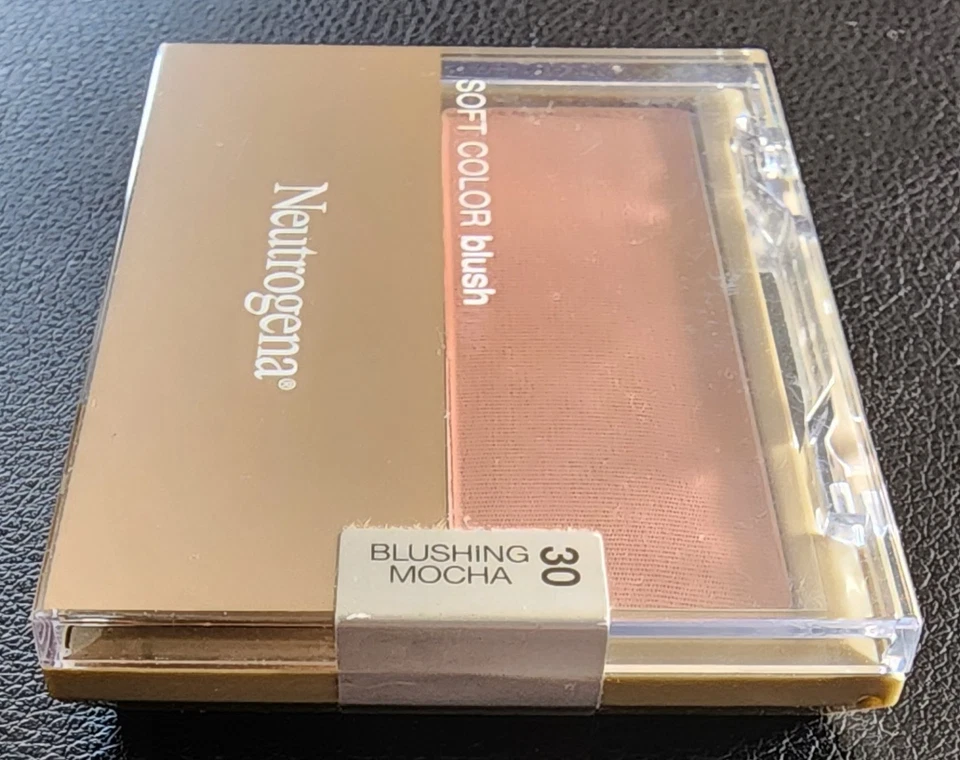 Neutrogena®
SOFT COLOR blush
BLUSHING
MOCHA
30